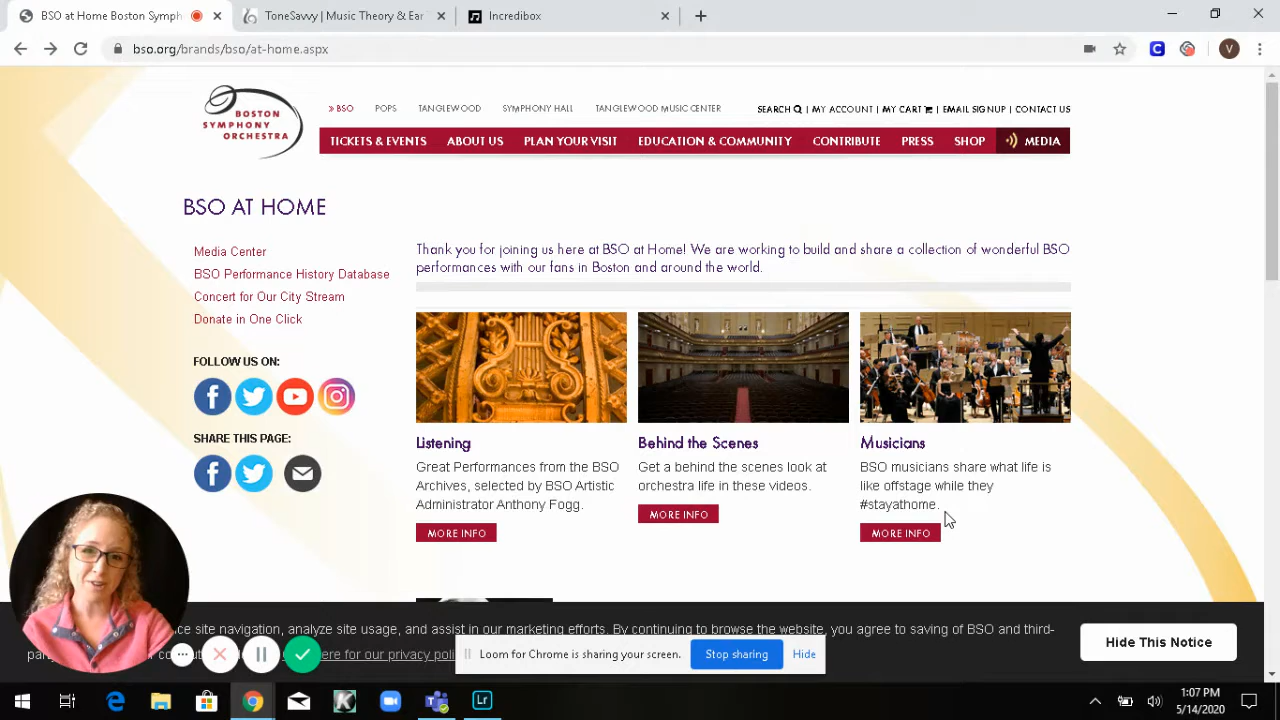 BSO at Home Boston Symph
ToneSavvy | Music Theory & Ear
Incredibox
bso.org/brands/bso/at-home.aspx
C
V
BOSTON
SYMPHONY
ORCHESTRA
» BSO POPS TANGLEWOOD SYMPHONY HALL TANGLEWOOD MUSIC CENTER SEARCH | MY ACCOUNT | MY CART | EMAIL SIGNUP | CONTACT US
TICKETS & EVENTS ABOUT US PLAN YOUR VISIT EDUCATION & COMMUNITY CONTRIBUTE PRESS SHOP MEDIA
BSO AT HOME
Media Center
BSO Performance History Database
Concert for Our City Stream
Donate in One Click
FOLLOW US ON:
SHARE THIS PAGE:
Thank you for joining us here at BSO at Home! We are working to build and share a collection of wonderful BSO
performances with our fans in Boston and around the world.
Listening
Great Performances from the BSO
Archives, selected by BSO Artistic
Administrator Anthony Fogg.
MORE INFO
Behind the Scenes
Get a behind the scenes look at
orchestra life in these videos.
MORE INFO
Musicians
BSO musicians share what life is
like offstage while they
#stayathome.
MORE INFO
site navigation, analyze site usage, and assist in our marketing efforts. By continuing to browse the website, you agree to saving of BSO and third-
ere for our privacy poli
Hide This Notice
Loom for Chrome is sharing your screen.
Stop sharing
Hide
K
Lr
1:07 PM
5/14/2020